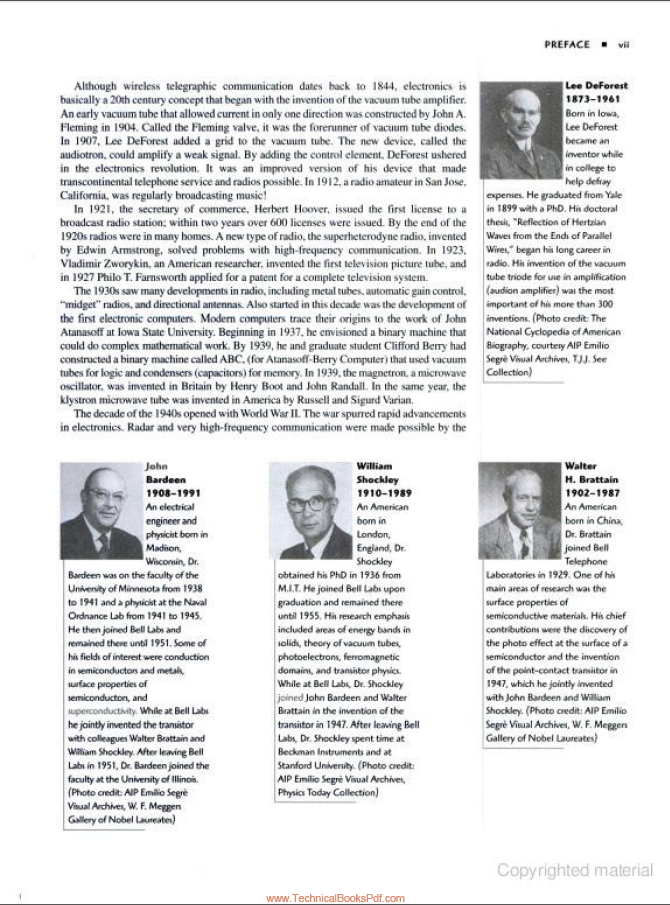 PREFACE ■ vii
Although wireless telegraphic communication dates back to 1844, electronics is
basically a 20th century concept that began with the invention of the vacuum tube amplifier.
An early vacuum tube that allowed current in only one direction was constructed by John A.
Fleming in 1904. Called the Fleming valve, it was the forerunner of vacuum tube diodes.
In 1907, Lee DeForest added a grid to the vacuum tube. The new device, called the
audiotron, could amplify a weak signal. By adding the control element, DeForest ushered
in the electronics revolution. It was an improved version of his device that made
transcontinental telephone service and radios possible. In 1912, a radio amateur in San Jose,
California, was regularly broadcasting music!
In 1921, the secretary of commerce, Herbert Hoover, issued the first license to a
broadcast radio station; within two years over 600 licenses were issued. By the end of the
1920s radios were in many homes. A new type of radio, the superheterodyne radio, invented
by Edwin Armstrong, solved problems with high-frequency communication. In 1923,
Vladimir Zworykin, an American researcher, invented the first television picture tube, and
in 1927 Philo T. Farnsworth applied for a patent for a complete television system.
The 1930s saw many developments in radio, including metal tubes, automatic gain control,
“midget” radios, and directional antennas. Also started in this decade was the development of
the first electronic computers. Modern computers trace their origins to the work of John
Atanasoff at Iowa State University. Beginning in 1937, he envisioned a binary machine that
could do complex mathematical work. By 1939, he and graduate student Clifford Berry had
constructed a binary machine called ABC, (for Atanasoff-Berry Computer) that used vacuum
tubes for logic and condensers (capacitors) for memory. In 1939, the magnetron, a microwave
oscillator, was invented in Britain by Henry Boot and John Randall. In the same year, the
klystron microwave tube was invented in America by Russell and Sigurd Varian.
The decade of the 1940s opened with World War II. The war spurred rapid advancements
in electronics. Radar and very high-frequency communication were made possible by the
Lee DeForest
1873–1961
Born in Iowa,
Lee DeForest
became an
inventor while
in college to
help defray
expenses. He graduated from Yale
in 1899 with a PhD. His doctoral
thesis, "Reflection of Hertzian
Waves from the Ends of Parallel
Wires," began his long career in
radio. His invention of the vacuum
tube triode for use in amplification
(audion amplifier) was the most
important of his more than 300
inventions. (Photo credit: The
National Cyclopedia of American
Biography, courtesy AIP Emilio
Segrè Visual Archives, T.J.J. See
Collection)
John
Bardeen
1908–1991
An electrical
engineer and
physicist born in
Madison,
Wisconsin, Dr.
Bardeen was on the faculty of the
University of Minnesota from 1938
to 1941 and a physicist at the Naval
Ordnance Lab from 1941 to 1945.
He then joined Bell Labs and
remained there until 1951. Some of
his fields of interest were conduction
in semiconductors and metals,
surface properties of
semiconductors, and
superconductivity. While at Bell Labs
he jointly invented the transistor
with colleagues Walter Brattain and
William Shockley. After leaving Bell
Labs in 1951, Dr. Bardeen joined the
faculty at the University of Illinois.
(Photo credit: AIP Emilio Segrè
Visual Archives, W. F. Meggers
Gallery of Nobel Laureates)
William
Shockley
1910–1989
An American
born in
London,
England, Dr.
Shockley
obtained his PhD in 1936 from
M.I.T. He joined Bell Labs upon
graduation and remained there
until 1955. His research emphasis
included areas of energy bands in
solids, theory of vacuum tubes,
photoelectrons, ferromagnetic
domains, and transistor physics.
While at Bell Labs, Dr. Shockley
joined John Bardeen and Walter
Brattain in the invention of the
transistor in 1947. After leaving Bell
Labs, Dr. Shockley spent time at
Beckman Instruments and at
Stanford University. (Photo credit:
AIP Emilio Segrè Visual Archives,
Physics Today Collection)
Walter
H. Brattain
1902–1987
An American
born in China,
Dr. Brattain
joined Bell
Telephone
Laboratories in 1929. One of his
main areas of research was the
surface properties of
semiconductive materials. His chief
contributions were the discovery of
the photo effect at the surface of a
semiconductor and the invention
of the point-contact transistor in
1947, which he jointly invented
with John Bardeen and William
Shockley. (Photo credit: AIP Emilio
Segrè Visual Archives, W. F. Meggers
Gallery of Nobel Laureates)
Copyrighted material
www.TechnicalBooksPdf.com